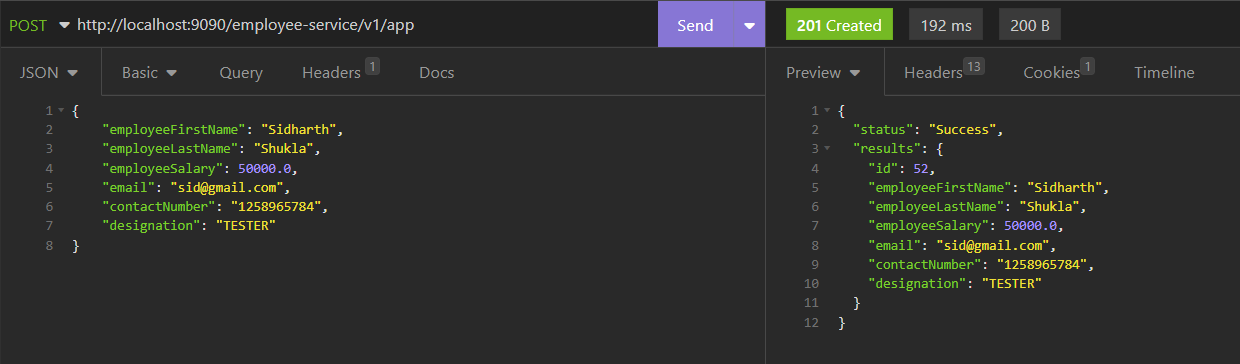 POST http://localhost:9090/employee-service/v1/app Send
JSON Basic Query Headers 1 Docs
1 {
2 "employeeFirstName": "Sidharth",
3 "employeeLastName": "Shukla",
4 "employeeSalary": 50000.0,
5 "email": "sid@gmail.com",
6 "contactNumber": "1258965784",
7 "designation": "TESTER"
8 }
201 Created 192 ms 200 B
Preview Headers 13 Cookies 1 Timeline
1 {
2 "status": "Success",
3 "results": {
4 "id": 52,
5 "employeeFirstName": "Sidharth",
6 "employeeLastName": "Shukla",
7 "employeeSalary": 50000.0,
8 "email": "sid@gmail.com",
9 "contactNumber": "1258965784",
10 "designation": "TESTER"
11 }
12 }